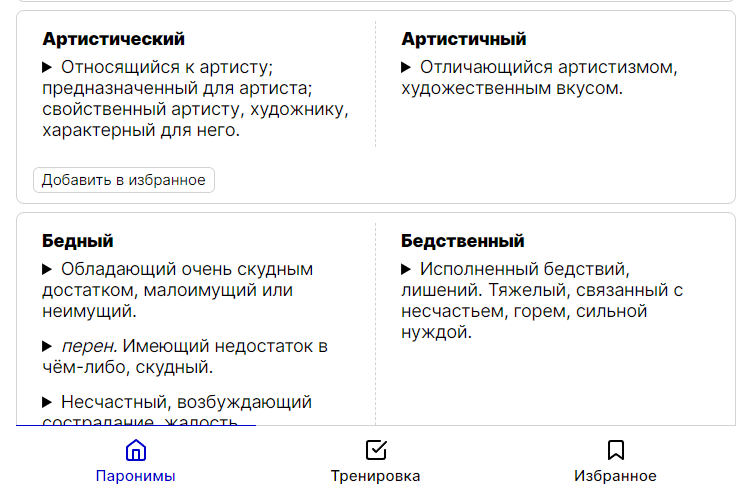 Артистический
Относящийся к артисту;
предназначенный для артиста;
свойственный артисту, художнику,
характерный для него.
Артистичный
Отличающийся артистизмом,
художественным вкусом.
Добавить в избранное
Бедный
Обладающий очень скудным
достатком, малоимущий или
неимущий.
перен. Имеющий недостаток в
чём-либо, скудный.
Несчастный, возбуждающий
сострадание, жалость
Бедственный
Исполненный бедствий,
лишений. Тяжелый, связанный с
несчастьем, горем, сильной
нуждой.
Паронимы
Тренировка
Избранное